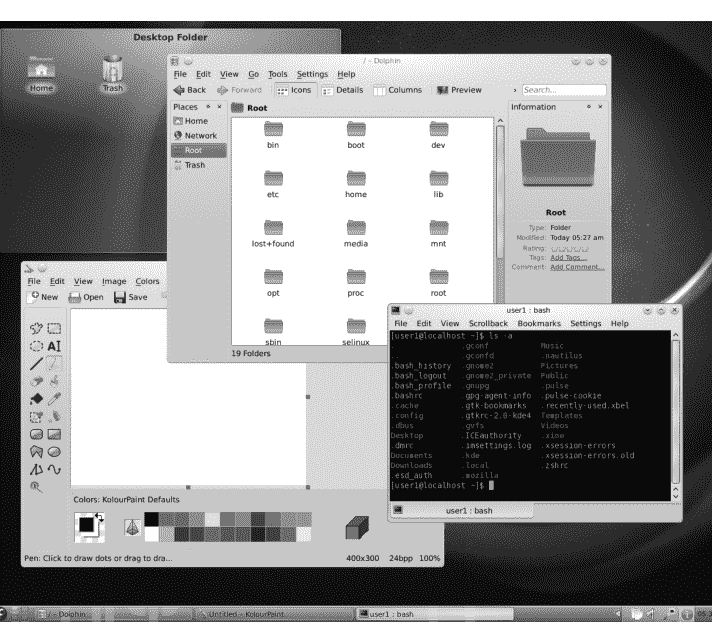 Desktop Folder
Home
Trash
/ - Dolphin
File Edit View Go Tools Settings Help
Back Forward Icons Details Columns Preview Search...
Places
Home
Network
Root
Trash
Root
bin boot dev
etc home lib
lost+found media mnt
opt proc root
sbin selinux
19 Folders
Information
Root
Type: Folder
Modified: Today 05:27 am
Rating:
Tags: Add Tags...
Comment: Add Comment...
File Edit View Image Colors
New Open Save
Colors: KolourPaint Defaults
Pen: Click to draw dots or drag to dra...
400x300 24bpp 100%
user1 : bash
File Edit View Scrollback Bookmarks Settings Help
[user1@localhost ~]$ ls -a
. .gconf Music
.. .gconfd .nautilus
.bash_history .gnome2 Pictures
.bash_logout .gnome2_private Public
.bash_profile .gnupg .pulse
.bashrc .gpg-agent-info .pulse-cookie
.cache .gtk-bookmarks .recently-used.xbel
.config .gtkrc-2.0-kde4 Templates
.dbus .gvfs Videos
Desktop .ICEauthority .xine
.dmrc .imsettings.log .xsession-errors
Documents .kde .xsession-errors.old
Downloads .local .zshrc
.esd_auth .mozilla
[user1@localhost ~]$
user1 : bash
/ - Dolphin
Untitled - KolourPaint
user1 : bash